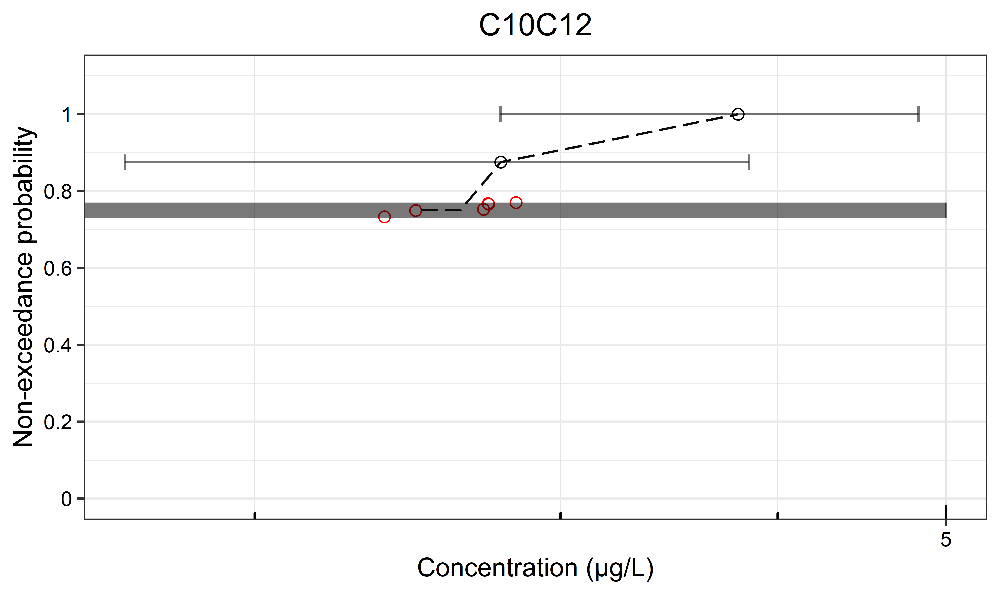 C10C12
Non-exceedance probability
1
0.8
0.6
0.4
0.2
0
5
Concentration (µg/L)